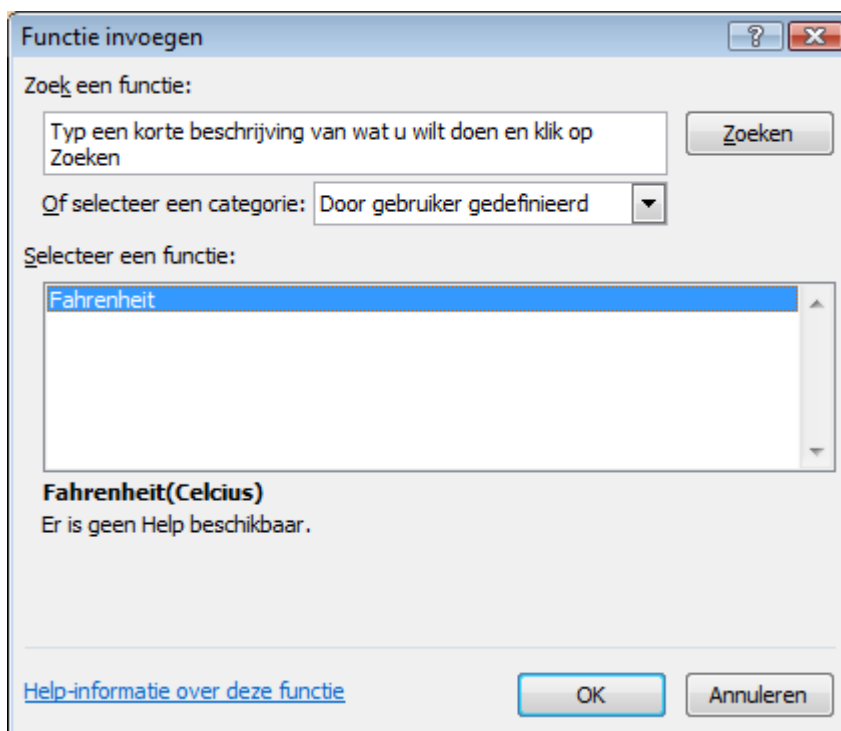 Functie invoegen
Zoek een functie:
Typ een korte beschrijving van wat u wilt doen en klik op
Zoeken
Zoeken
Of selecteer een categorie: Door gebruiker gedefinieerd
Selecteer een functie:
Fahrenheit
Fahrenheit(Celcius)
Er is geen Help beschikbaar.
Help-informatie over deze functie OK Annuleren